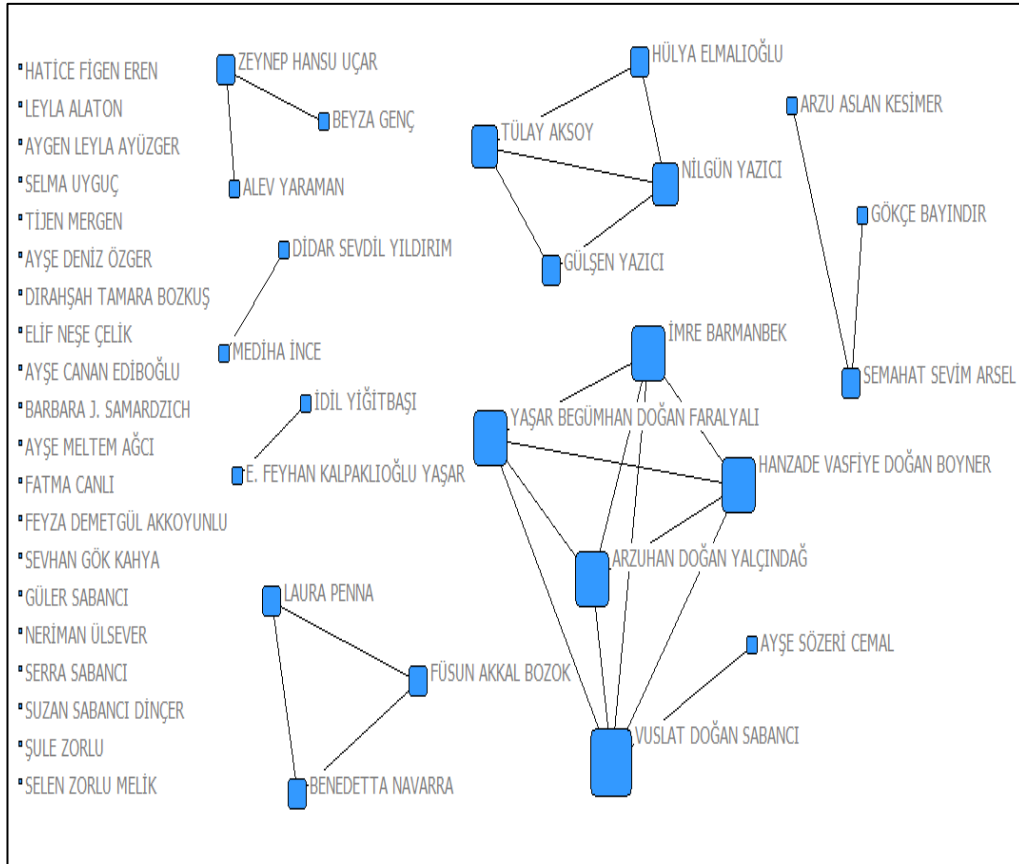 HATİCE FİGEN EREN
LEYLA ALATON
AYGEN LEYLA AYÜZGER
SELMA UYGUÇ
TİJEN MERGEN
AYŞE DENİZ ÖZGER
DIRAHŞAH TAMARA BOZKUŞ
ELİF NEŞE ÇELİK
AYŞE CANAN EDİBOĞLU
BARBARA J. SAMARDZICH
AYŞE MELTEM AĞCI
FATMA CANLI
FEYZA DEMETGÜL AKKOYUNLU
SEVHAN GÖK KAHYA
GÜLER SABANCI
NERİMAN ÜLSEVER
SERRA SABANCI
SUZAN SABANCI DİNÇER
ŞULE ZORLU
SELEN ZORLU MELİK
ZEYNEP HANSU UÇAR
BEYZA GENÇ
ALEV YARAMAN
DİDAR SEVDİL YILDIRIM
MEDİHA İNCE
İDİL YİĞİTBAŞI
E. FEYHAN KALPAKLIOĞLU YAŞAR
LAURA PENNA
FÜSUN AKKAL BOZOK
BENEDETTA NAVARRA
HÜLYA ELMALIOĞLU
TÜLAY AKSOY
NİLGÜN YAZICI
GÜLŞEN YAZICI
İMRE BARMANBEK
YAŞAR BEGÜMHAN DOĞAN FARALYALI
HANZADE VASFİYE DOĞAN BOYNER
ARZUHAN DOĞAN YALÇINDAĞ
AYŞE SÖZERİ CEMAL
VUSLAT DOĞAN SABANCI
ARZU ASLAN KESİMER
GÖKÇE BAYINDIR
SEMAHAT SEVİM ARSEL